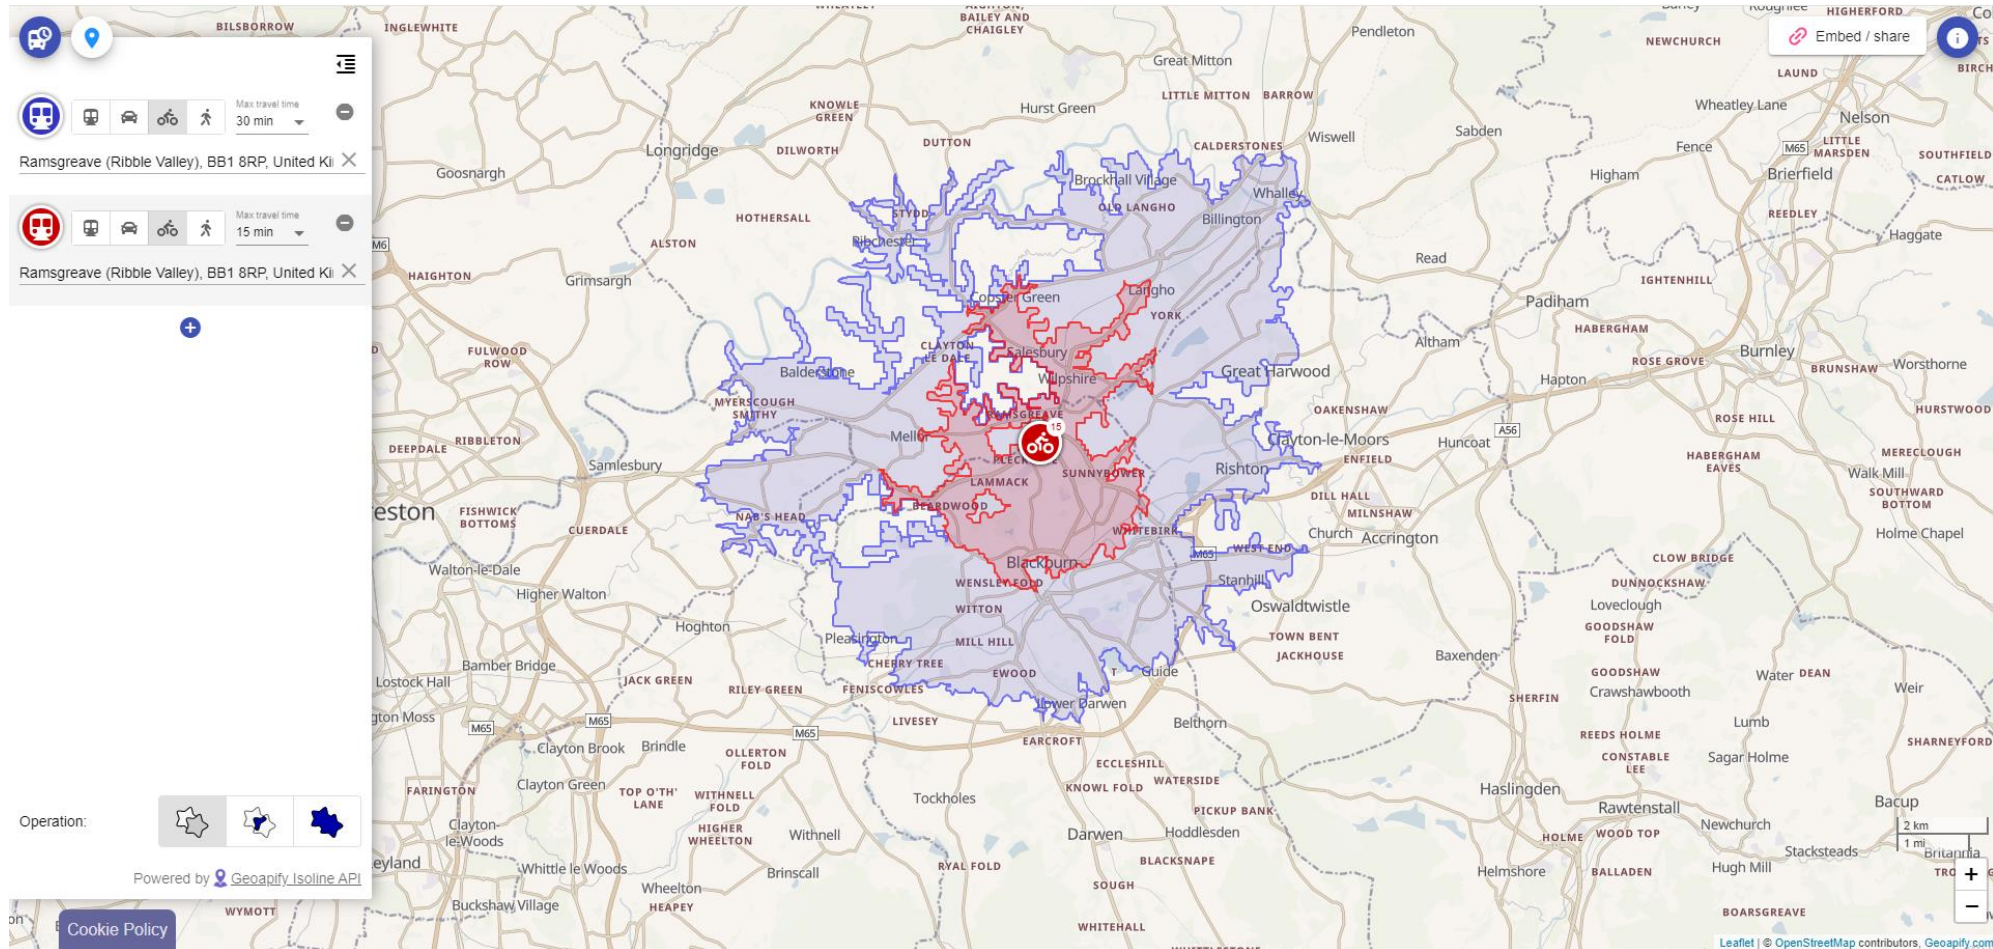 Max travel time
30 min
Ramsgreave (Ribble Valley), BB1 8RP, United Ki
Max travel time
15 min
Ramsgreave (Ribble Valley), BB1 8RP, United Ki
Operation:
Powered by Geoapify Isoline API
Cookie Policy
Embed / share
BILSBORROW
INGLEWHITE
BAILEY AND
CHAIGLEY
Pendleton
HIGHERFORD
NEWCHURCH
Great Mitton
LAUND
LITTLE MITTON
BARROW
KNOWLE
GREEN
Hurst Green
Wheatley Lane
Nelson
Wiswell
Sabden
Fence
M65
LITTLE
MARSDEN
Longridge
DILWORTH
DUTTON
CALDERSTONES
SOUTHFIELD
Goosnargh
Brockhall Village
Whalley
Higham
Brierfield
CATLOW
HOTHERSALL
STYDD
OLD LANGHO
Billington
REEDLEY
M6
ALSTON
Ribchester
Haggate
HAIGHTON
Grimsargh
Read
IGHTENHILL
Copster Green
Langho
Padiham
YORK
HABERGHAM
FULWOOD
ROW
CLAYTON
LE DALE
Salesbury
Altham
Burnley
ROSE GROVE
Worsthorne
Balderstone
Wilpshire
Great Harwood
Hapton
BRUNSHAW
MYERSCOUGH
SMITHY
RAMSGREAVE
OAKENSHAW
HURSTWOOD
ROSE HILL
DEEPDALE
RIBBLETON
Clayton-le-Moors
Huncoat
A56
15
Samlesbury
ENFIELD
HABERGHAM
EAVES
MERECLOUGH
SUNNYBOWER
Rishton
Walk Mill
LAMMACK
DILL HALL
SOUTHWARD
BOTTOM
FISHWICK
BOTTOMS
NAB'S HEAD
BEARDWOOD
MILNSHAW
CUERDALE
WHITEBIRK
Church
Accrington
Holme Chapel
M65
WEST END
CLOW BRIDGE
Walton-le-Dale
Blackburn
Stanhill
DUNNOCKSHAW
WENSLEY FOLD
Higher Walton
WITTON
Oswaldtwistle
Loveclough
GOODSHAW
FOLD
Hoghton
Pleasington
MILL HILL
TOWN BENT
JACKHOUSE
Baxenden
Bamber Bridge
CHERRY TREE
Guide
GOODSHAW
Water
DEAN
Lostock Hall
JACK GREEN
RILEY GREEN
FENISCOWLES
EWOOD
Crawshawbooth
Weir
SHERFIN
Lower Darwen
gton Moss
M65
M65
LIVESEY
Belthorn
Lumb
M65
EARCROFT
REEDS HOLME
SHARNEYFORD
Clayton Brook
Brindle
OLLERTON
FOLD
CONSTABLE
LEE
Sagar Holme
ECCLESHILL
WATERSIDE
FARINGTON
Clayton Green
TOP O'TH'
LANE
WITHNELL
FOLD
Tockholes
KNOWL FOLD
PICKUP BANK
Haslingden
Rawtenstall
Bacup
Clayton-
le-Woods
HIGHER
WHEELTON
Withnell
Darwen
Hoddlesden
HOLME
WOOD TOP
Newchurch
2 km
1 mi
eyland
Whittle le Woods
Brinscall
RYAL FOLD
BLACKSNAPE
Helmshore
BALLADEN
Hugh Mill
Stacksteads
Britannia
Wheelton
HEAPEY
SOUGH
WYMOTT
Buckshaw Village
WHITEHALL
BOARSGREAVE
Leaflet | © OpenStreetMap contributors, Geoapify.com